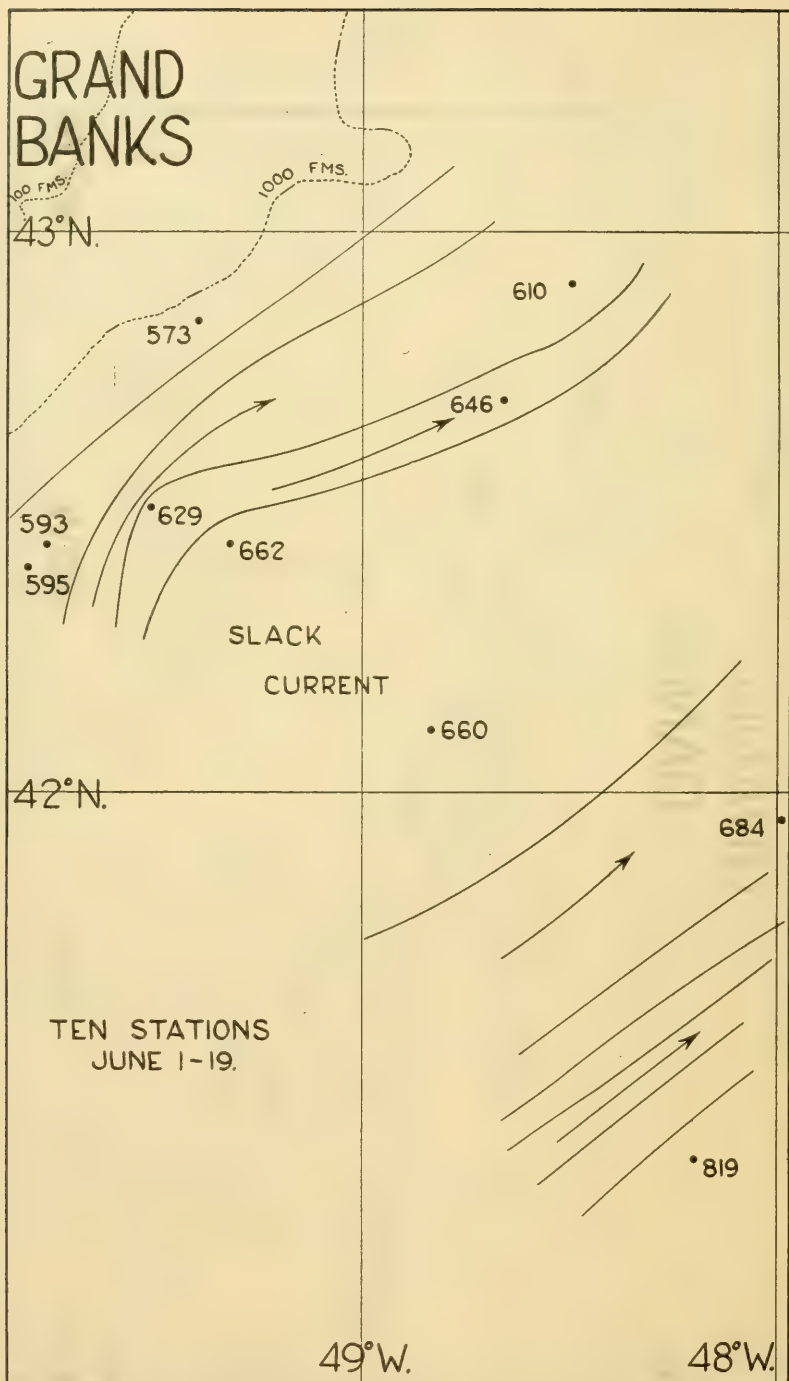 GRAND
BANKS
100 FMS.
1000 FMS.
43°N.
610
573
646
629
593
662
595
SLACK
CURRENT
660
42°N.
684
TEN STATIONS
JUNE 1-19.
819
49°W.
48°W.